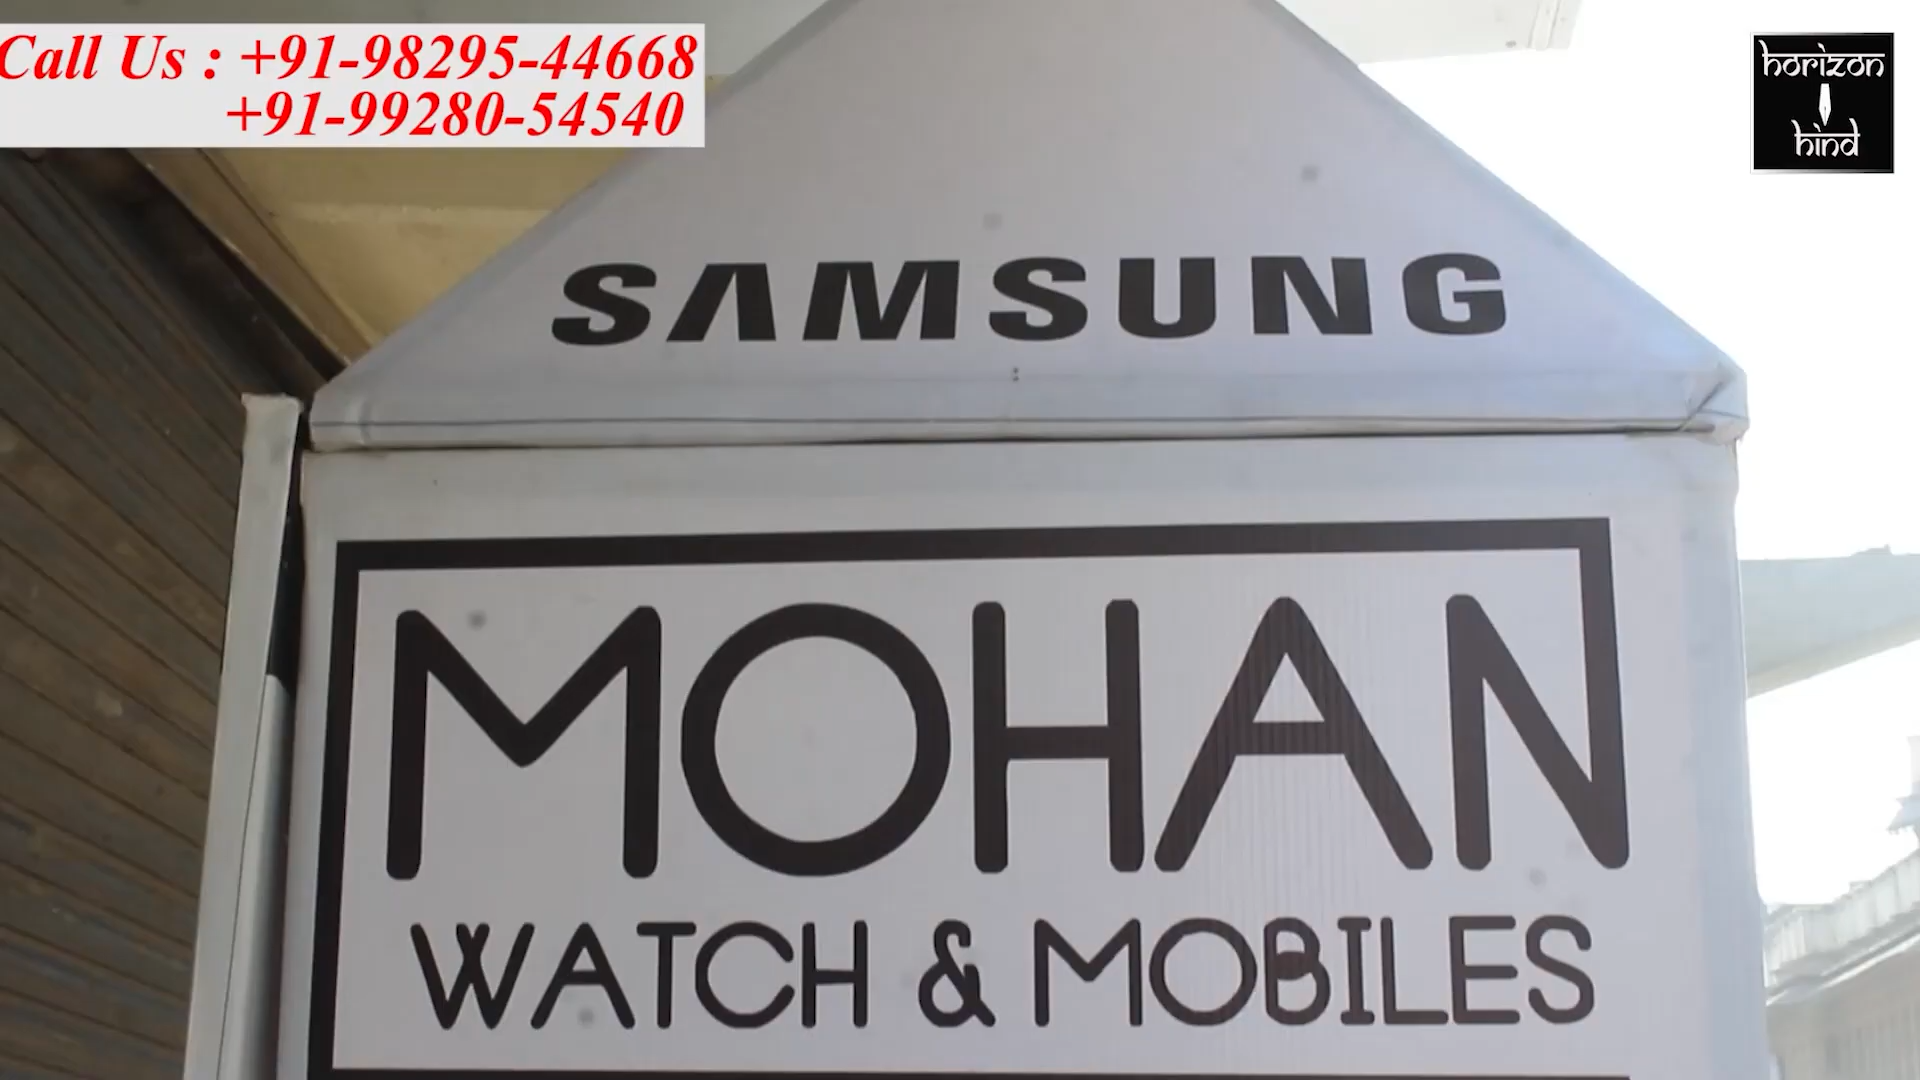 Call Us : +91-98295-44668
+91-99280-54540
horizon
hind
SAMSUNG
MOHAN
WATCH & MOBILES